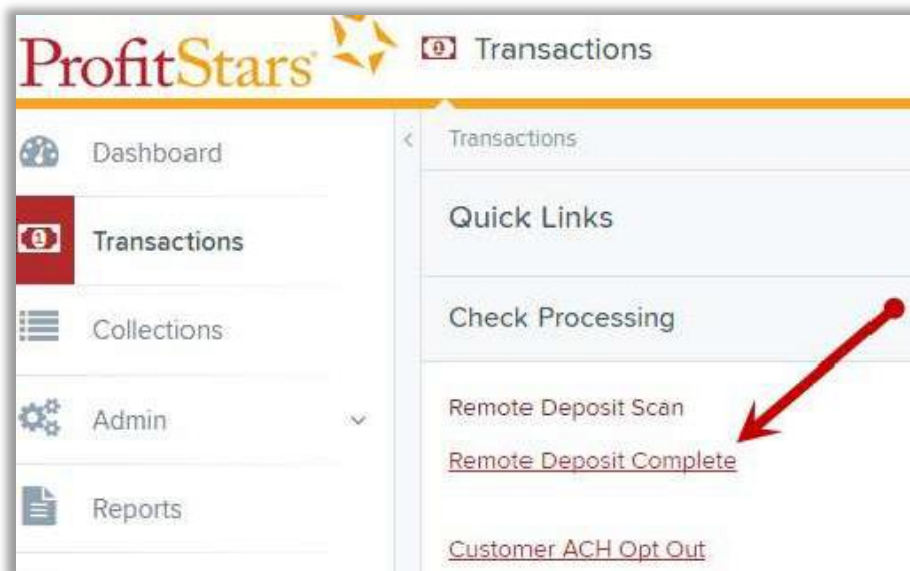 ProfitStars
Transactions
Dashboard
Transactions
Collections
Admin
Reports
Transactions
Quick Links
Check Processing
Remote Deposit Scan
Remote Deposit Complete
Customer ACH Opt Out